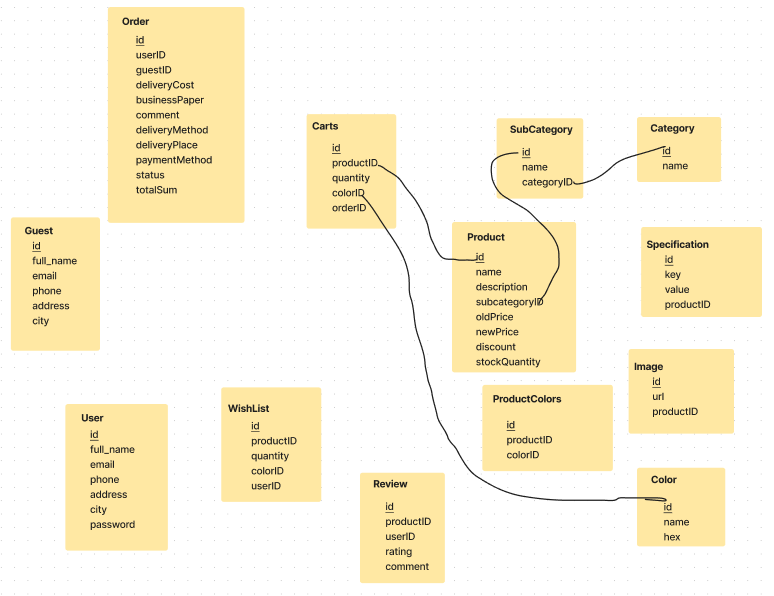 Order
id
userID
guestID
deliveryCost
businessPaper
comment
deliveryMethod
deliveryPlace
paymentMethod
status
totalSum
Carts
id
productID
quantity
colorID
orderID
SubCategory
id
name
categoryID
Category
id
name
Guest
id
full_name
email
phone
address
city
Product
id
name
description
subcategoryID
oldPrice
newPrice
discount
stockQuantity
Specification
id
key
value
productID
Image
id
url
productID
User
id
full_name
email
phone
address
city
password
WishList
id
productID
quantity
colorID
userID
ProductColors
id
productID
colorID
Review
id
productID
userID
rating
comment
Color
id
name
hex